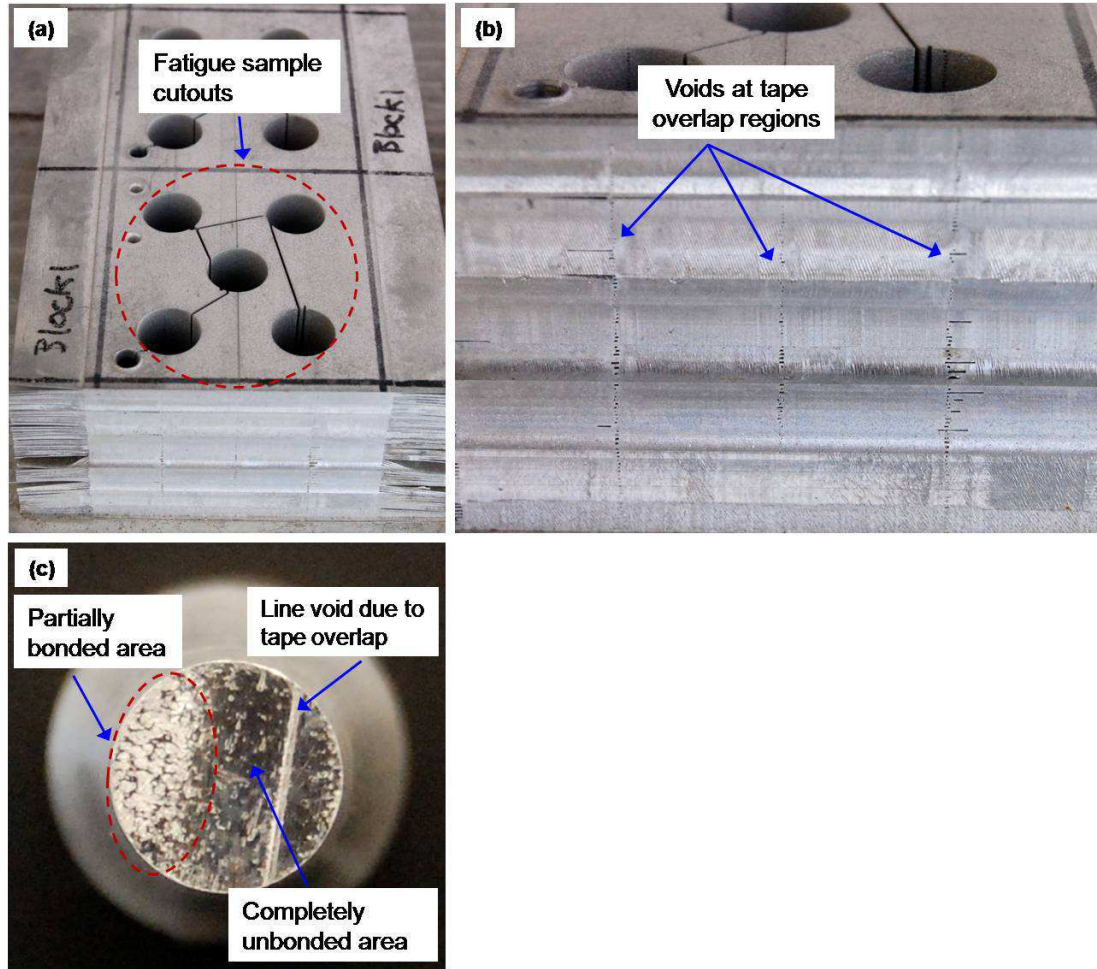 (a)
Fatigue sample
cutouts
Block1
Block1
(b)
Voids at tape
overlap regions
(c)
Partially
bonded area
Line void due to
tape overlap
Completely
unbonded area